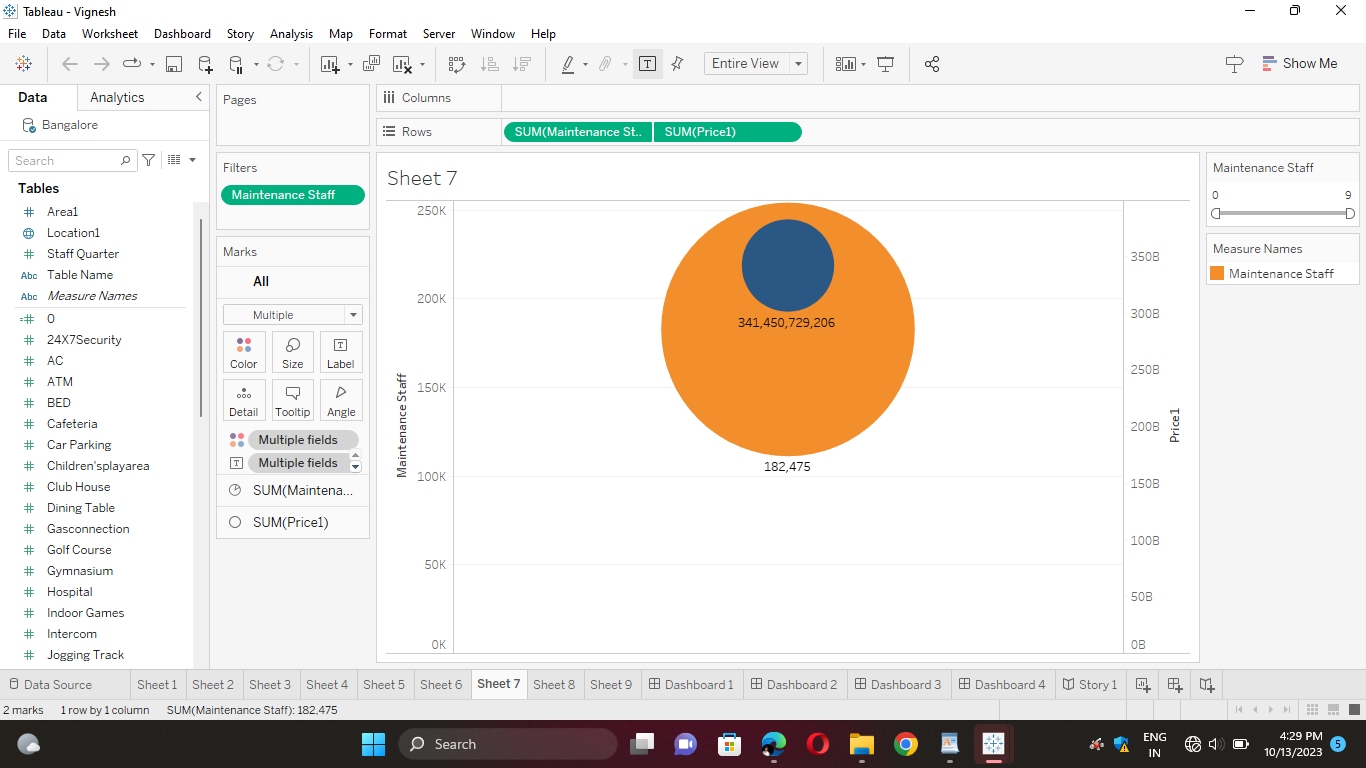 Tableau - Vignesh
File Data Worksheet Dashboard Story Analysis Map Format Server Window Help
Entire View
Show Me
Data Analytics
Bangalore
Search
Tables
Area1
Location1
Staff Quarter
Abc Table Name
Abc Measure Names
0
24X7Security
AC
ATM
BED
Cafeteria
Car Parking
Children'splayarea
Club House
Dining Table
Gasconnection
Golf Course
Gymnasium
Hospital
Indoor Games
Intercom
Jogging Track
Pages
Filters
Maintenance Staff
Marks
All
Multiple
Color Size Label
Detail Tooltip Angle
Multiple fields
Multiple fields
SUM(Maintena...
SUM(Price1)
Columns
Rows SUM(Maintenance St.. SUM(Price1)
Sheet 7
250K
200K
150K
100K
50K
0K
Maintenance Staff
341,450,729,206
182,475
350B
300B
250B
200B
150B
100B
50B
0B
Price1
Maintenance Staff
0 9
Measure Names
Maintenance Staff
Data Source Sheet 1 Sheet 2 Sheet 3 Sheet 4 Sheet 5 Sheet 6 Sheet 7 Sheet 8 Sheet 9 Dashboard 1 Dashboard 2 Dashboard 3 Dashboard 4 Story 1
2 marks 1 row by 1 column SUM(Maintenance Staff): 182,475
Search
ENG
IN
4:29 PM
10/13/2023
5